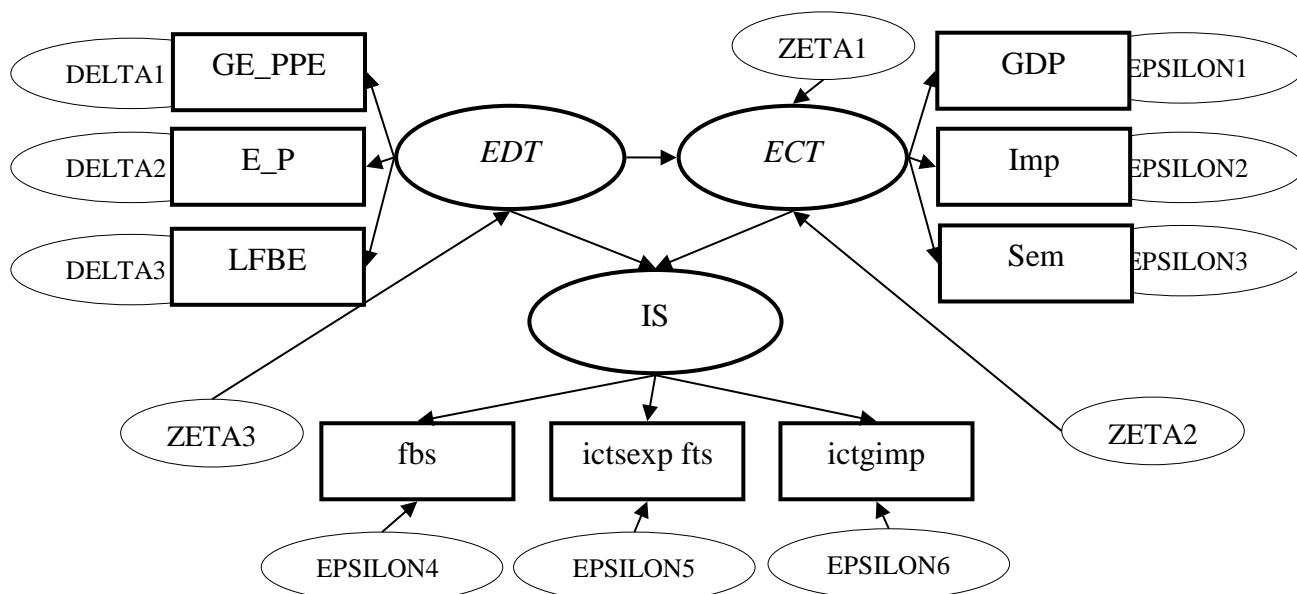 ZETA1
DELTA1
GE_PPE
GDP
EPSILON1
DELTA2
E_P
EDT
ECT
Imp
EPSILON2
DELTA3
LFBE
Sem
EPSILON3
IS
ZETA3
ZETA2
fbs
ictsexp fts
ictgimp
EPSILON4
EPSILON5
EPSILON6